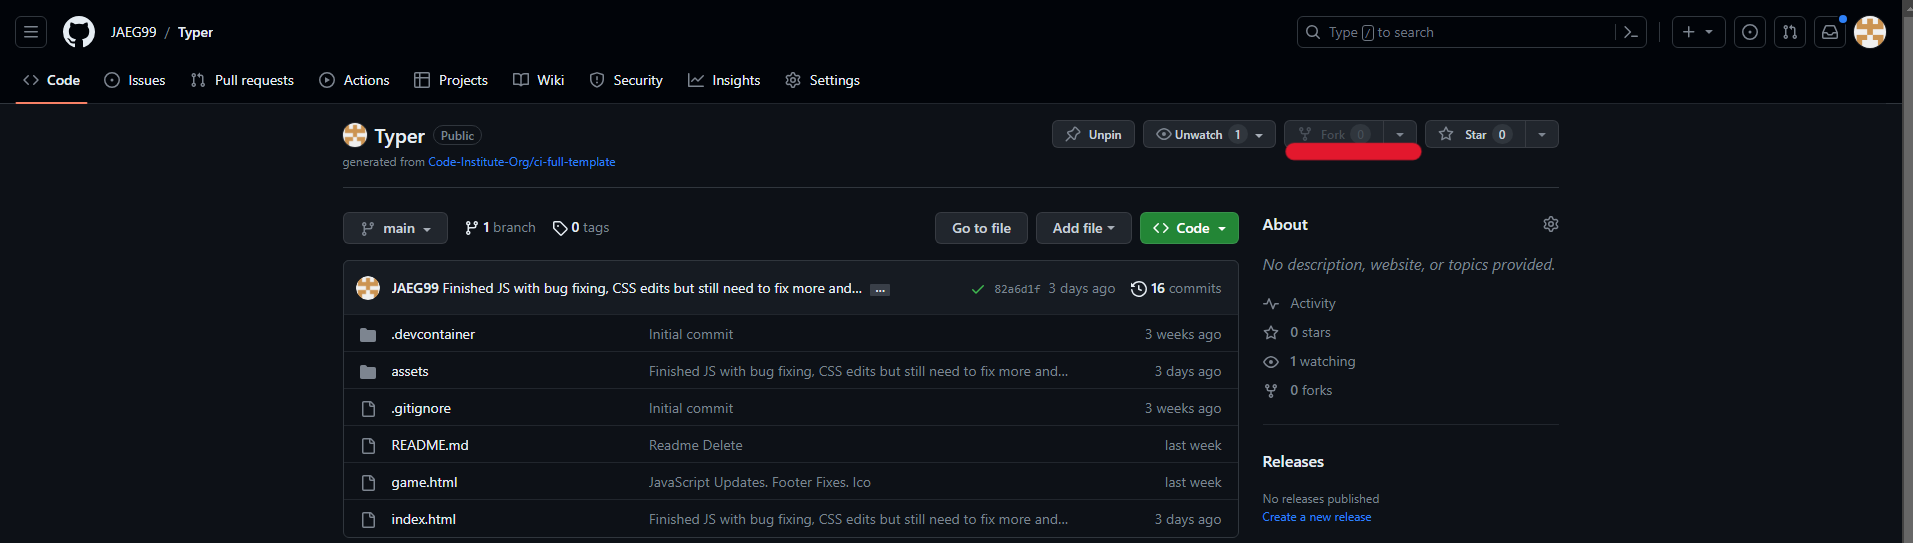 JAEG99 / Typer
Type / to search
Code Issues Pull requests Actions Projects Wiki Security Insights Settings
Typer Public
Unpin Unwatch 1 Fork 0 Star 0
generated from Code-Institute-Org/ci-full-template
main 1 branch 0 tags Go to file Add file Code
About
No description, website, or topics provided.
JAEG99 Finished JS with bug fixing, CSS edits but still need to fix more and... ... 82a6d1f 3 days ago 16 commits
.devcontainer Initial commit 3 weeks ago
assets Finished JS with bug fixing, CSS edits but still need to fix more and... 3 days ago
.gitignore Initial commit 3 weeks ago
README.md Readme Delete last week
game.html JavaScript Updates. Footer Fixes. Ico last week
index.html Finished JS with bug fixing, CSS edits but still need to fix more and... 3 days ago
Activity
0 stars
1 watching
0 forks
Releases
No releases published
Create a new release